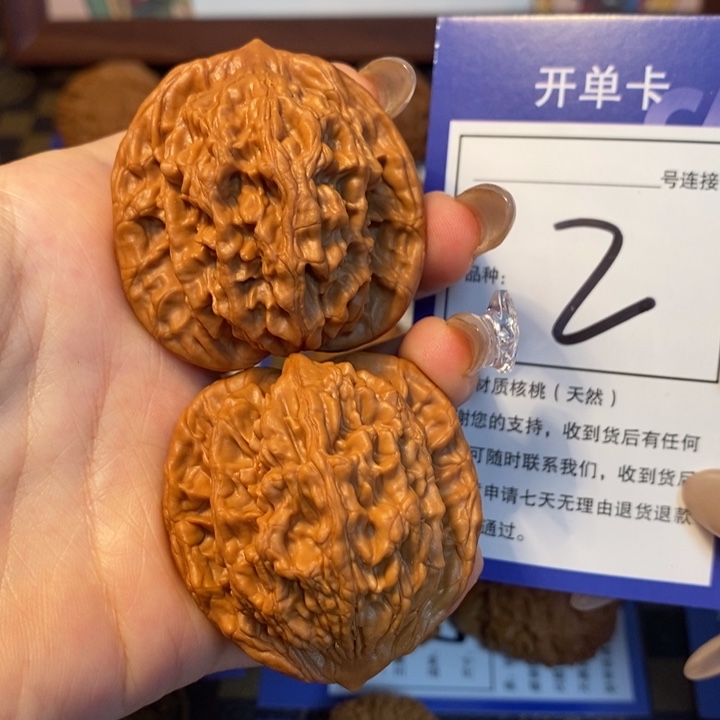 开单卡
号连接
品种：
2
材质核桃（天然）
谢您的支持，收到货后有任何
可随时联系我们，收到货后
申请七天无理由退货退款
通过。